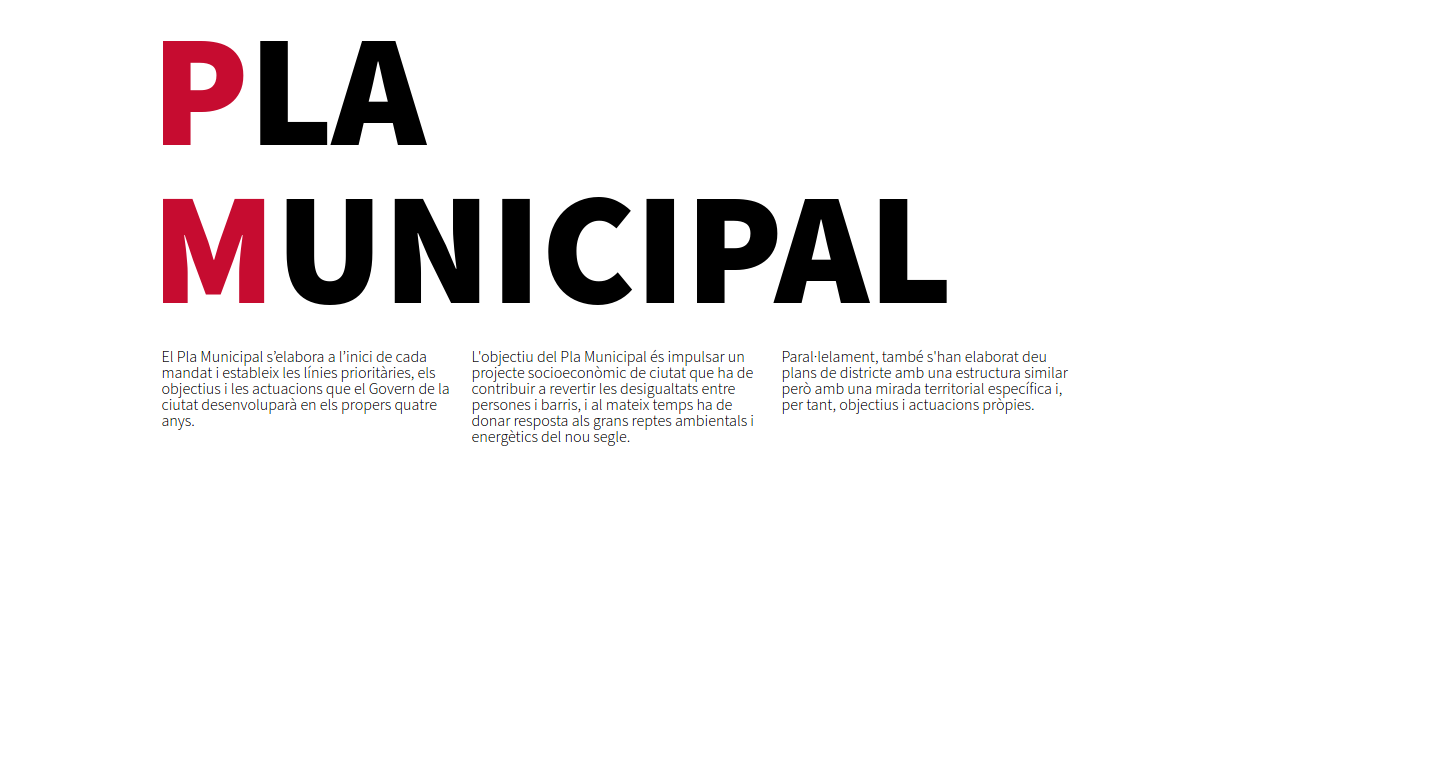 PLA
MUNICIPAL
El Pla Municipal s’elabora a l’inici de cada
mandat i estableix les línies prioritàries, els
objectius i les actuacions que el Govern de la
ciutat desenvoluparà en els propers quatre
anys.
L'objectiu del Pla Municipal és impulsar un
projecte socioeconòmic de ciutat que ha de
contribuir a revertir les desigualtats entre
persones i barris, i al mateix temps ha de
donar resposta als grans reptes ambientals i
energètics del nou segle.
Paral·lelament, també s'han elaborat deu
plans de districte amb una estructura similar
però amb una mirada territorial específica i,
per tant, objectius i actuacions pròpies.